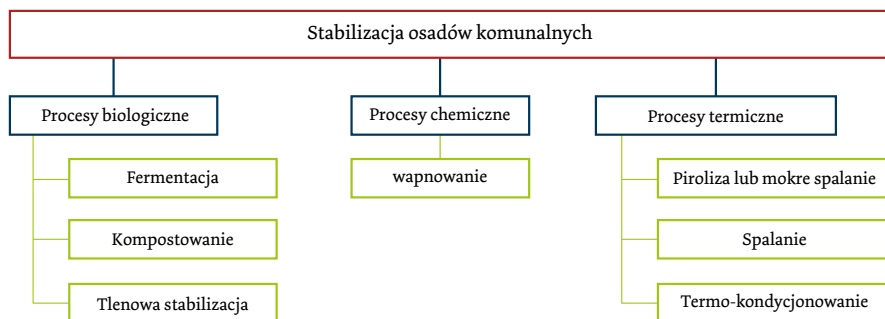 Stabilizacja osadów komunalnych
Procesy biologiczne
Procesy chemiczne
Procesy termiczne
Fermentacja
wapnowanie
Piroliza lub mokre spalanie
Kompostowanie
Spalanie
Tlenowa stabilizacja
Termo-kondycjonowanie